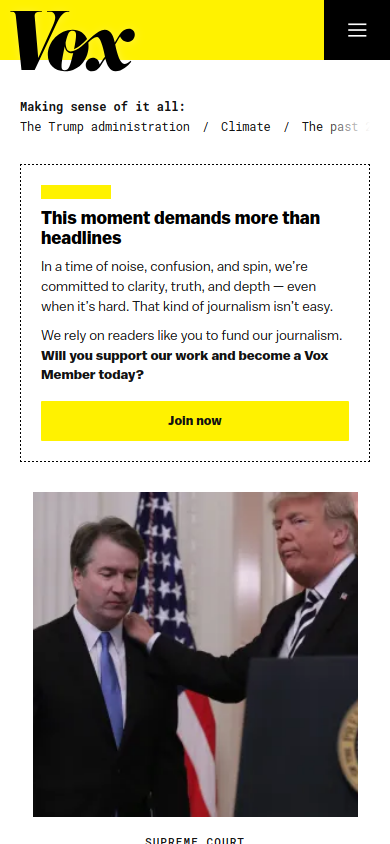 Vox
Making sense of it all:
The Trump administration / Climate / The past
This moment demands more than
headlines
In a time of noise, confusion, and spin, we're
committed to clarity, truth, and depth — even
when it's hard. That kind of journalism isn't easy.
We rely on readers like you to fund our journalism.
Will you support our work and become a Vox
Member today?
Join now
SUPREME COURT